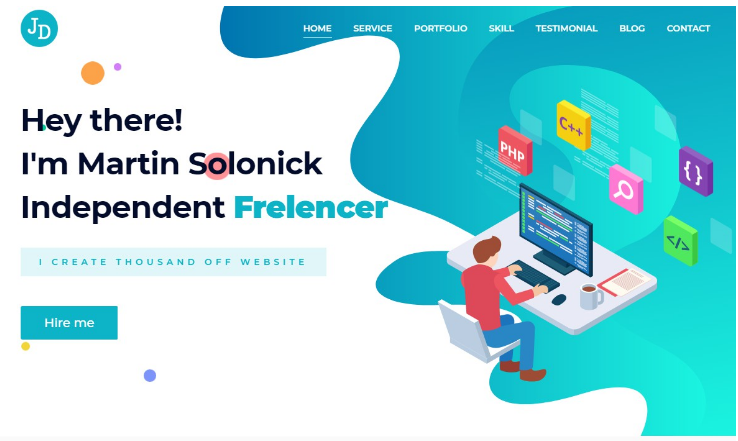 JD
HOME SERVICE PORTFOLIO SKILL TESTIMONIAL BLOG CONTACT
Hey there!
I'm Martin Solonick
Independent Frelencer
I CREATE THOUSAND OFF WEBSITE
Hire me
C++
PHP
{ }
</>